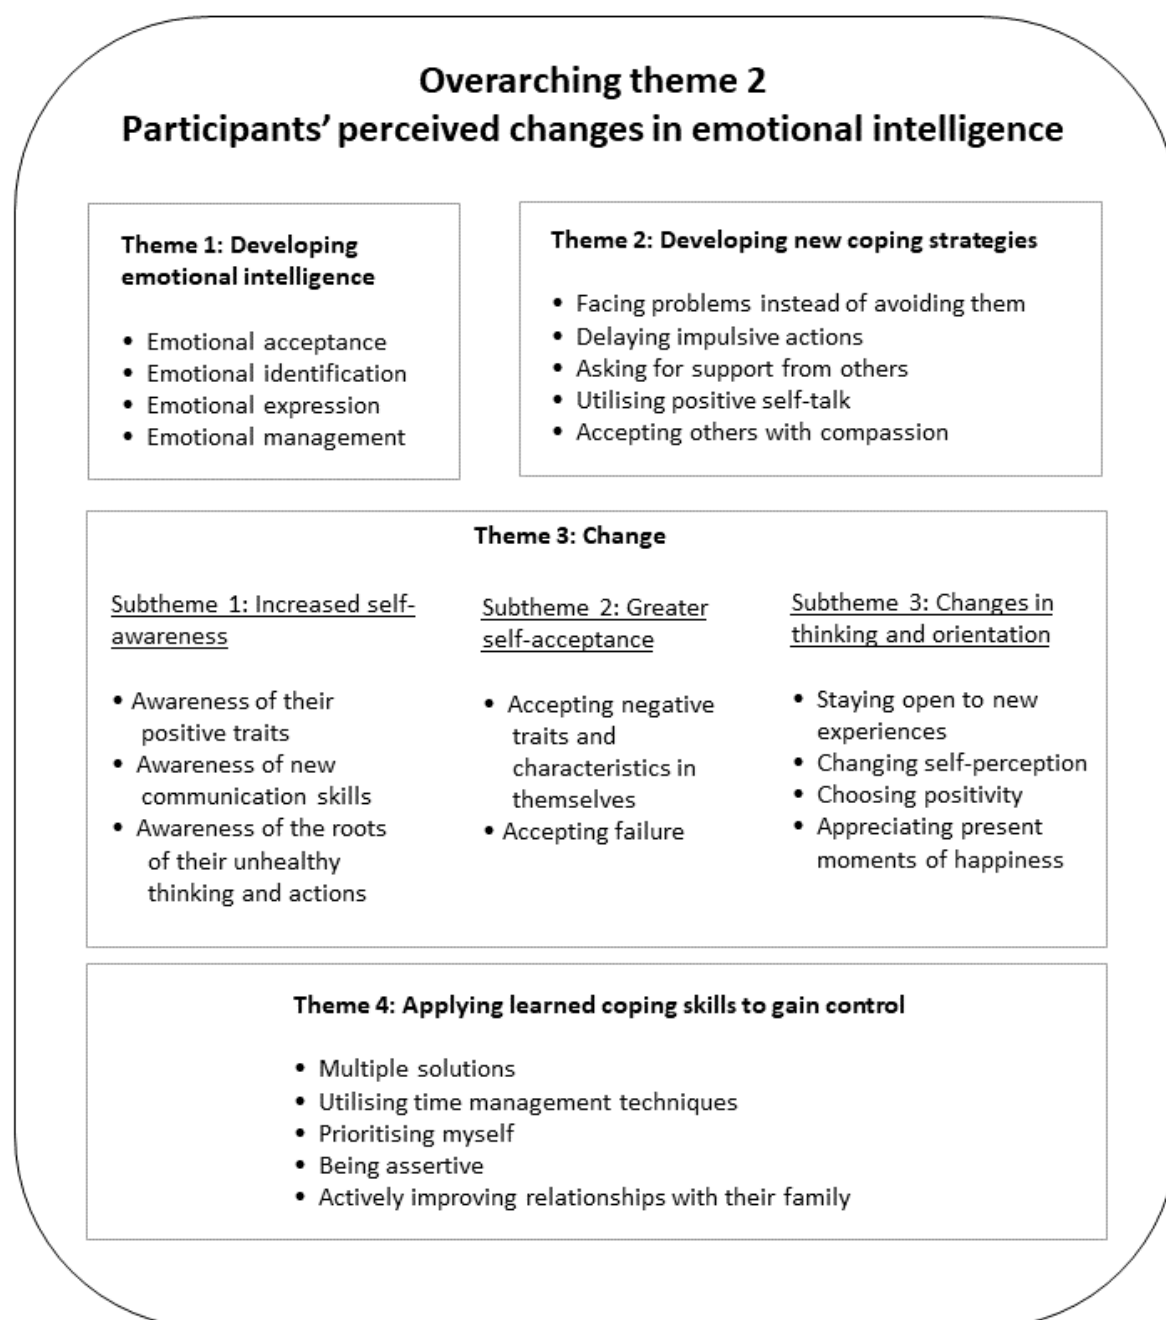 Overarching theme 2
Participants’ perceived changes in emotional intelligence
Theme 1: Developing
emotional intelligence
• Emotional acceptance
• Emotional identification
• Emotional expression
• Emotional management
Theme 2: Developing new coping strategies
• Facing problems instead of avoiding them
• Delaying impulsive actions
• Asking for support from others
• Utilising positive self-talk
• Accepting others with compassion
Theme 3: Change
Subtheme 1: Increased self-
awareness
• Awareness of their
positive traits
• Awareness of new
communication skills
• Awareness of the roots
of their unhealthy
thinking and actions
Subtheme 2: Greater
self-acceptance
• Accepting negative
traits and
characteristics in
themselves
• Accepting failure
Subtheme 3: Changes in
thinking and orientation
• Staying open to new
experiences
• Changing self-perception
• Choosing positivity
• Appreciating present
moments of happiness
Theme 4: Applying learned coping skills to gain control
• Multiple solutions
• Utilising time management techniques
• Prioritising myself
• Being assertive
• Actively improving relationships with their family